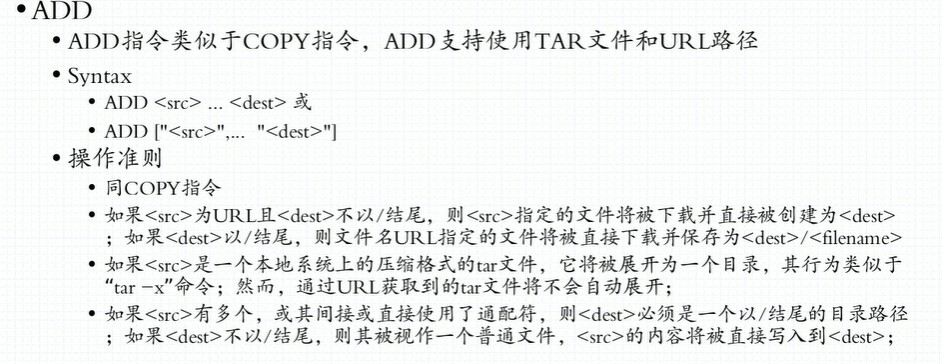 •ADD
• ADD指令类似于COPY指令，ADD支持使用TAR文件和URL路径
• Syntax
• ADD <src> ... <dest> 或
• ADD ["<src>",... "<dest>"]
• 操作准则
• 同COPY指令
• 如果<src>为URL且<dest>不以/结尾，则<src>指定的文件将被下载并直接被创建为<dest>
；如果<dest>以/结尾，则文件名URL指定的文件将被直接下载并保存为<dest>/<filename>
• 如果<src>是一个本地系统上的压缩格式的tar文件，它将被展开为一个目录，其行为类似于
“tar –x”命令；然而，通过URL获取到的tar文件将不会自动展开；
• 如果<src>有多个，或其间接或直接使用了通配符，则<dest>必须是一个以/结尾的目录路径
；如果<dest>不以/结尾，则其被视作一个普通文件，<src>的内容将被直接写入到<dest>；